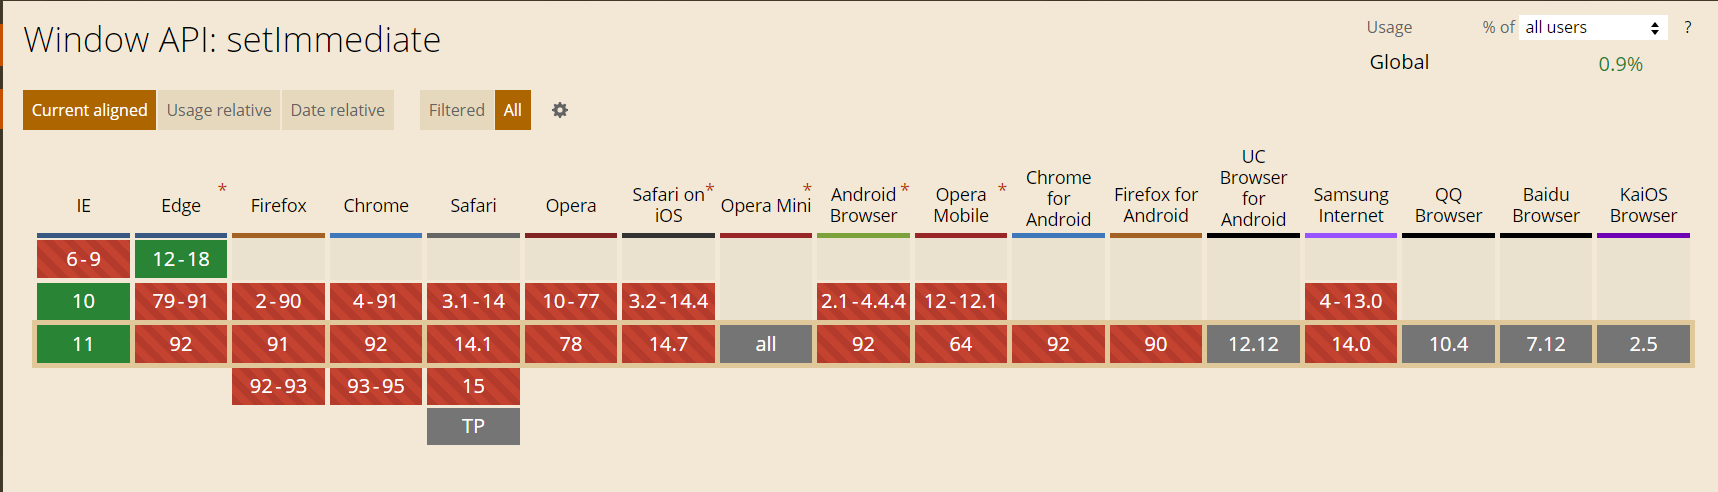 Window API: setImmediate
Usage % of all users ?
Global 0.9%
Current aligned Usage relative Date relative Filtered All
IE
Edge *
Firefox
Chrome
Safari
Opera
Safari on *
iOS
Opera Mini *
Android *
Browser
Opera *
Mobile
Chrome
for
Android
Firefox for
Android
UC
Browser
for
Android
Samsung
Internet
QQ
Browser
Baidu
Browser
KaiOS
Browser
6-9 12-18
10 79-91 2-90 4-91 3.1-14 10-77 3.2-14.4 2.1-4.4.4 12-12.1 4-13.0
11 92 91 92 14.1 78 14.7 all 92 64 92 90 12.12 14.0 10.4 7.12 2.5
92-93 93-95 15
TP